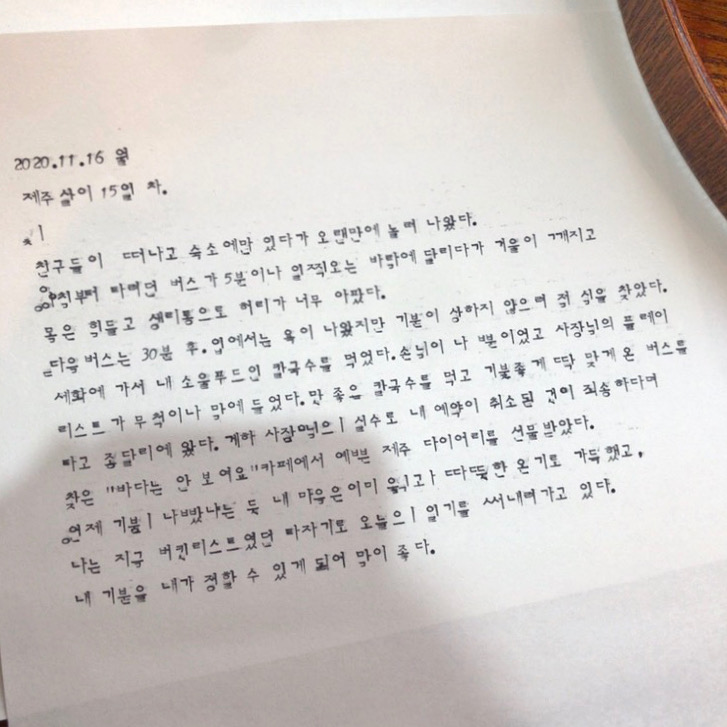 2020.11.16 월
제주 살이 15일 차.
친구들이 떠나고 숙소에만 있다가 오랜만에 놀러 나왔다.
아침부터 타려던 버스가 5분이나 일찍오는 바람에 달리다가 겨울이 깨지고
몸은 힘들고 생리통으로 허리가 너무 아팠다.
다음 버스는 30분 후. 입에서는 욕이 나왔지만 기분이 상하지 않으려 점 심을 찾았다.
세화에 가서 내 소울푸드인 칼국수를 먹었다. 손님이 나 뿐이었고 사장님의 플레이
리스트가 무척이나 맘에 들었다. 맛 좋은 칼국수를 먹고 기분좋게 딱 맞게 온 버스를
타고 종달리에 왔다. 게하 사장님의 실수로 내 예약이 취소된 것이 죄송하다며
찾은 "바다는 안 보여요"카페에서 예쁜 제주 다이어리를 선물받았다.
언제 기분이 나빴냐는 듯 내 마음은 이미 따뜻한 온기로 가득했고,
나는 지금 버킨리스트였던 타자기로 오늘의 일기를 써내려가고 있다.
내 기분을 내가 정할 수 있게 되어 맘이 좋다.